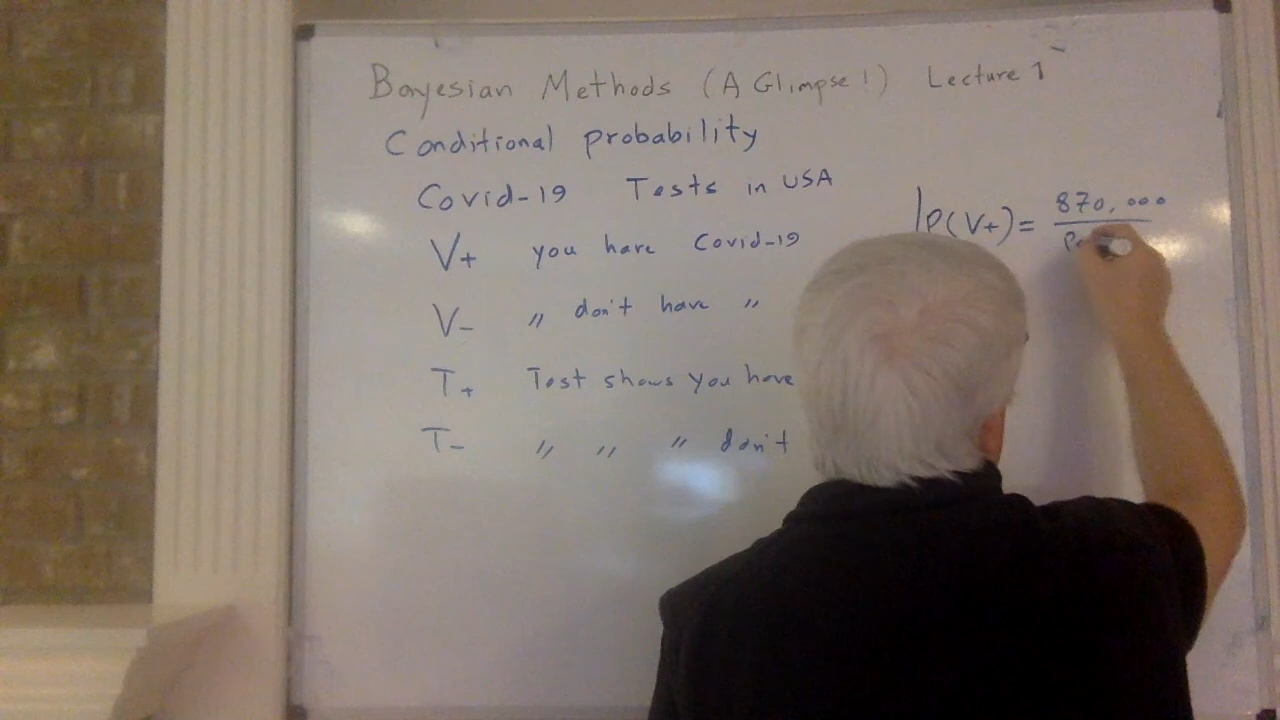 Bayesian Methods (A Glimpse!) Lecture 1
Conditional probability
Covid-19 Tests in USA
V+ you have Covid-19
V- " don't have "
T+ Test shows you have
T- " " " don't
P(V+) = 870,000